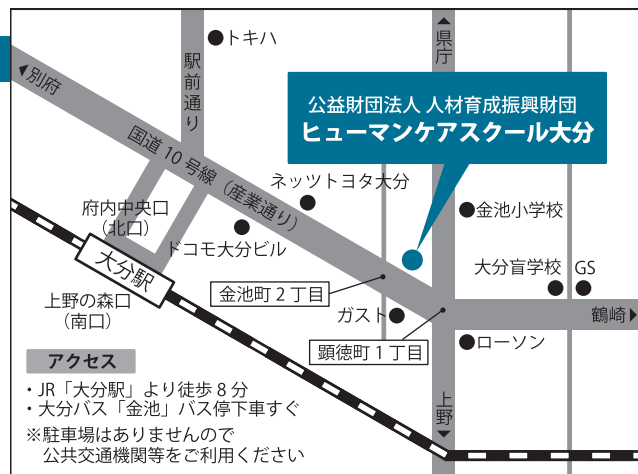 トキハ
駅前通り
▲県庁
◀別府
公益財団法人 人材育成振興財団
ヒューマンケアスクール大分
国道10号線（産業通り）
ネッツトヨタ大分
府内中央口
（北口）
ドコモ大分ビル
金池小学校
大分駅
大分盲学校
GS
上野の森口
（南口）
金池町2丁目
ガスト
鶴崎▶
顕徳町1丁目
ローソン
上野▼
アクセス
・JR「大分駅」より徒歩8分
・大分バス「金池」バス停下車すぐ
※駐車場はありませんので
公共交通機関等をご利用ください